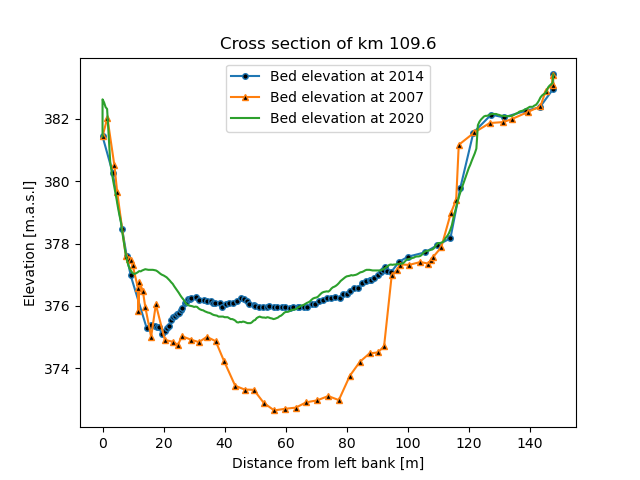 Cross section of km 109.6
Bed elevation at 2014
Bed elevation at 2007
Bed elevation at 2020
Elevation [m.a.s.l]
382
380
378
376
374
0 20 40 60 80 100 120 140
Distance from left bank [m]